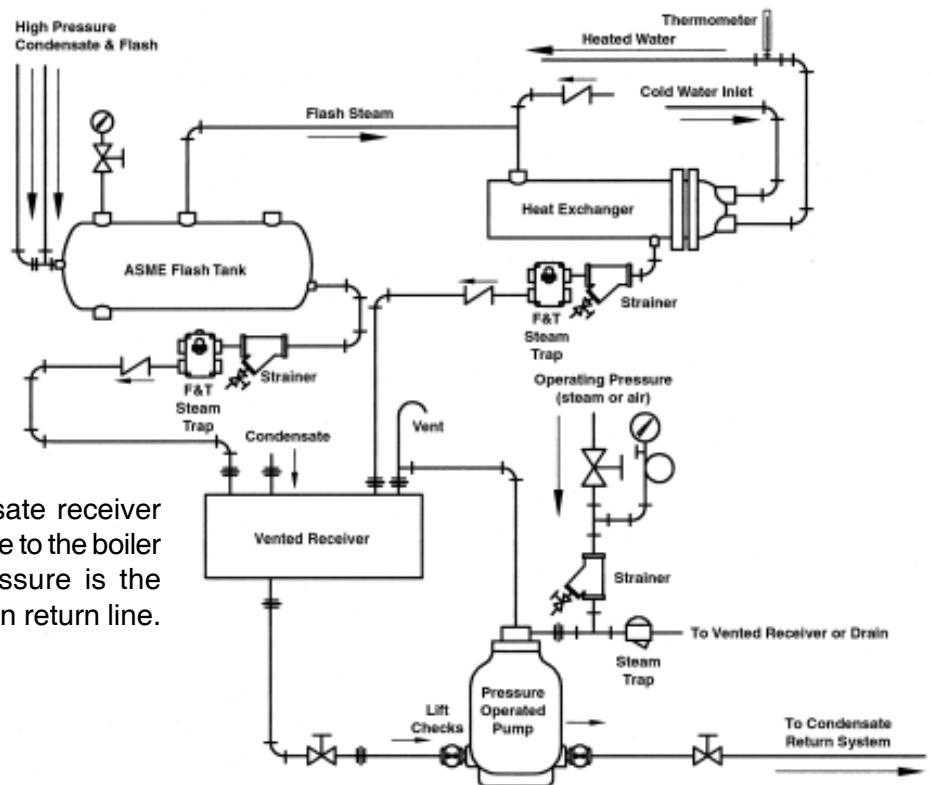 High Pressure
Condensate & Flash
Thermometer
Heated Water
Cold Water Inlet
Flash Steam
Heat Exchanger
ASME Flash Tank
Strainer
F&T
Steam
Trap
Strainer
F&T
Steam
Trap
Operating Pressure
(steam or air)
Condensate
Vent
Vented Receiver
Strainer
sate receiver
e to the boiler
ssure is the
n return line.
To Vented Receiver or Drain
Steam
Trap
Pressure
Operated
Pump
Lift
Checks
To Condensate
Return System